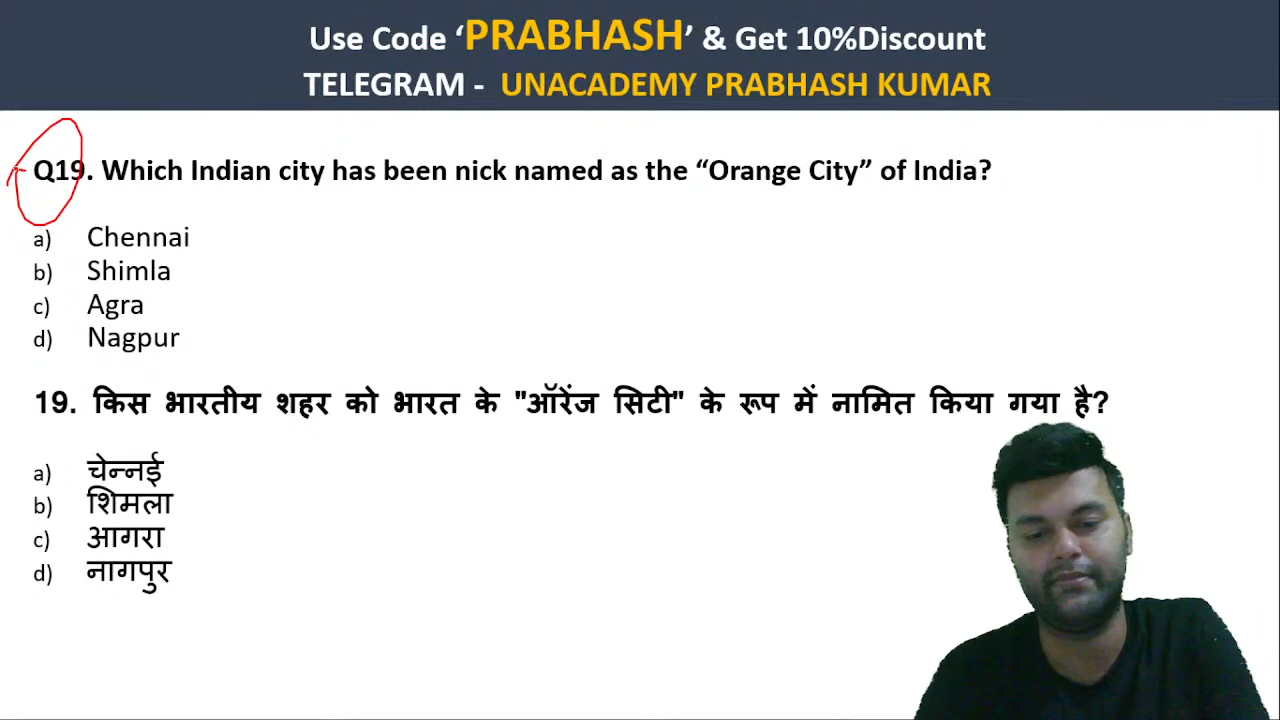 Use Code ‘PRABHASH’ & Get 10%Discount
TELEGRAM - UNACADEMY PRABHASH KUMAR
Q19. Which Indian city has been nick named as the “Orange City” of India?
a) Chennai
b) Shimla
c) Agra
d) Nagpur
19. किस भारतीय शहर को भारत के "ऑरेंज सिटी" के रूप में नामित किया गया है?
a) चेन्नई
b) शिमला
c) आगरा
d) नागपुर